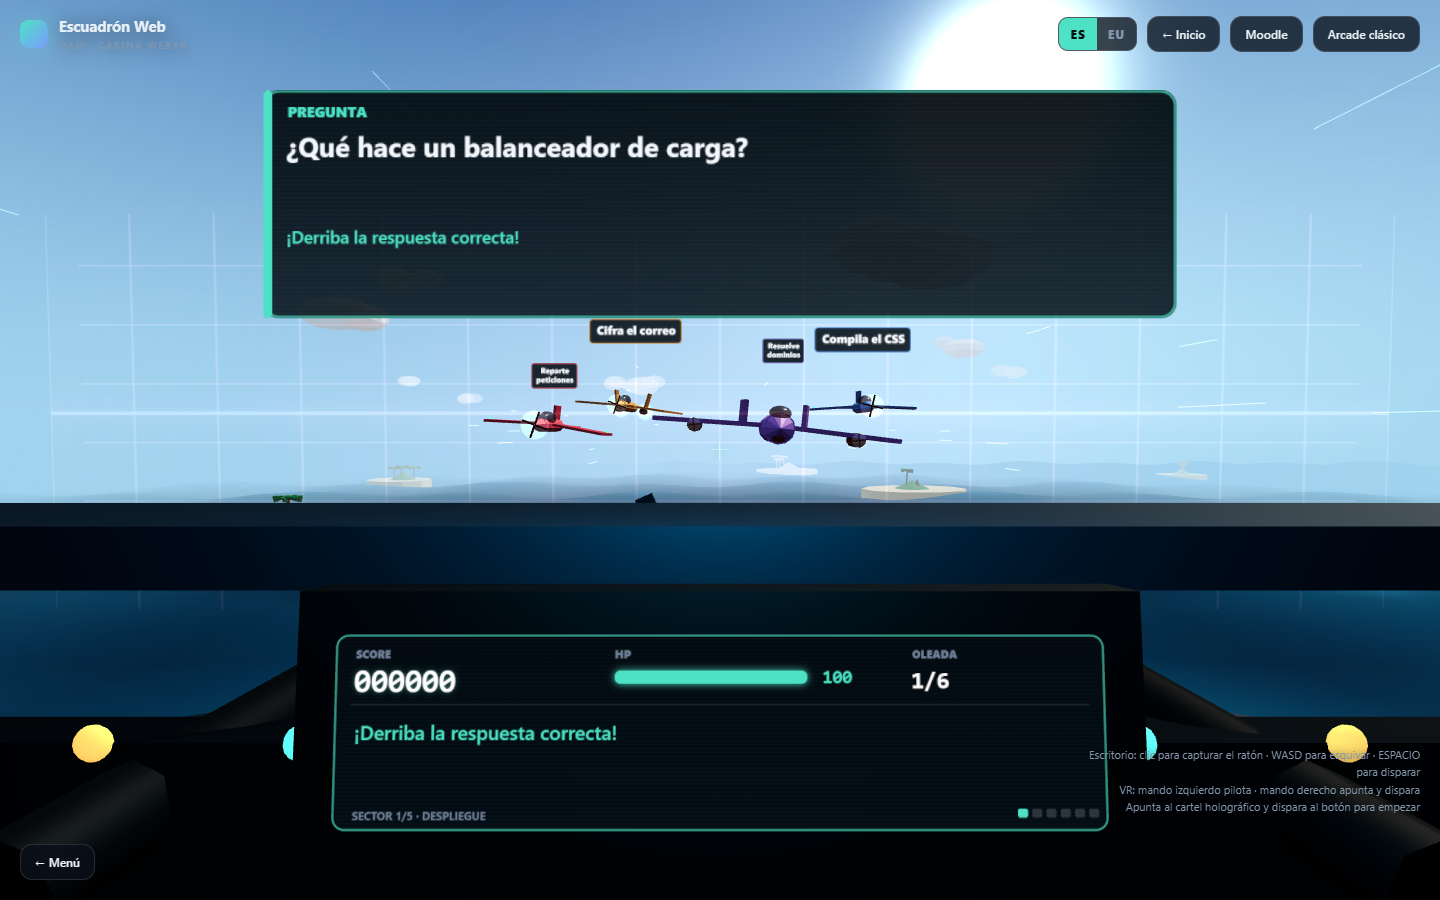 Escuadrón Web
DAW · CABINA WEBXR
ES EU ← Inicio Moodle Arcade clásico
PREGUNTA
¿Qué hace un balanceador de carga?
¡Derriba la respuesta correcta!
Cifra el correo
Resuelve
dominios
Compila el CSS
Reparte
peticiones
SCORE HP OLEADA
000000 100 1/6
¡Derriba la respuesta correcta!
SECTOR 1/5 · DESPLIEGUE
Escritorio: clic para capturar el ratón · WASD para esquivar · ESPACIO
para disparar
VR: mando izquierdo pilota · mando derecho apunta y dispara
Apunta al cartel holográfico y dispara al botón para empezar
← Menú